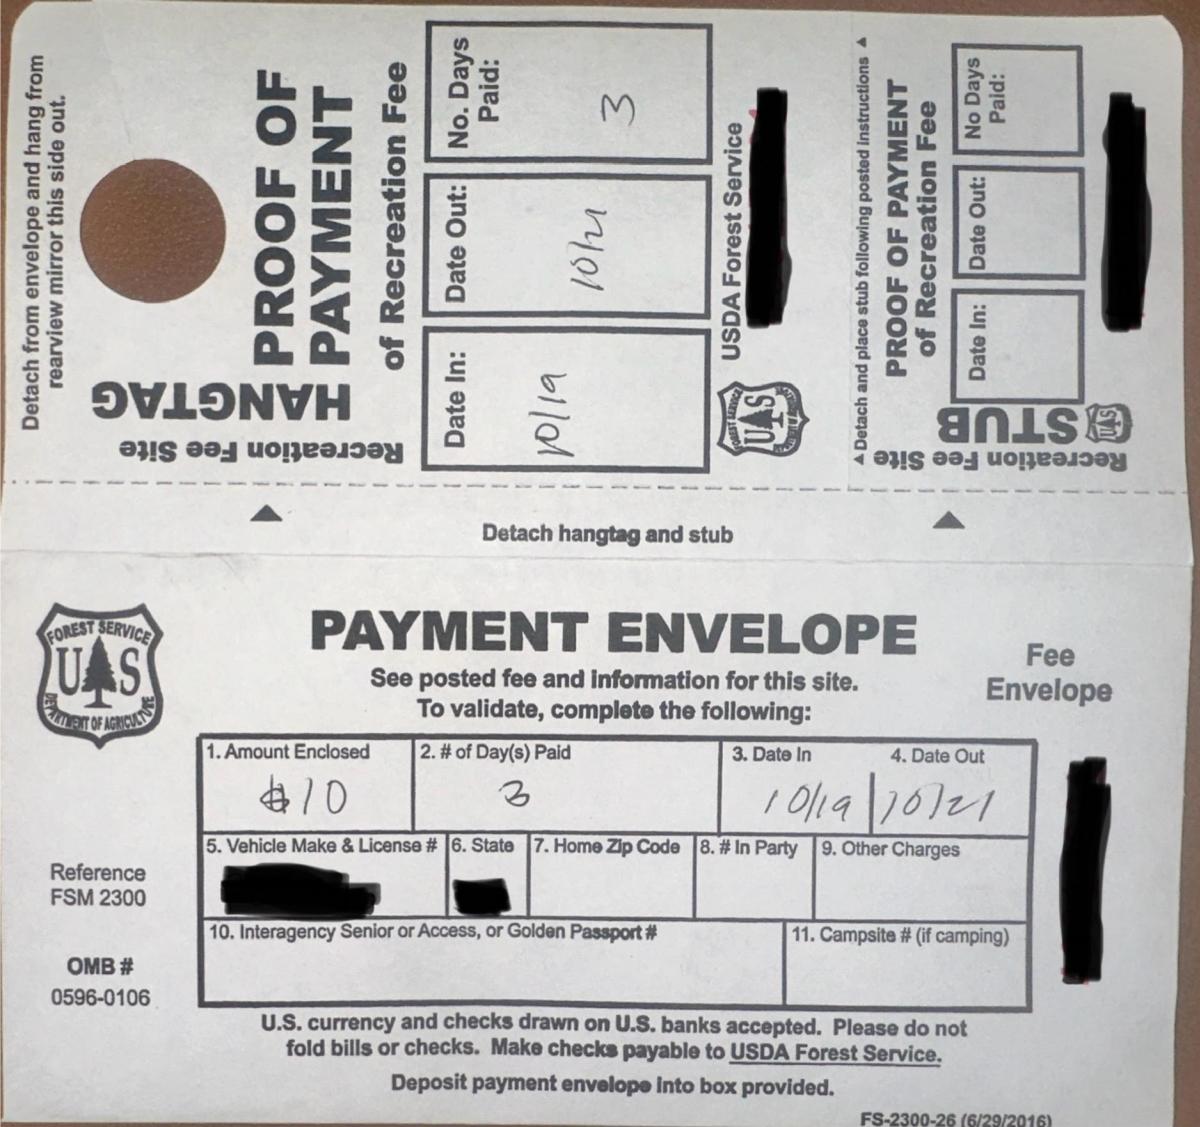 Detach from envelope and hang from
rearview mirror this side out.
Recreation Fee Site
HANGTAG
PROOF OF
PAYMENT
of Recreation Fee
Date In:
10/19
Date Out:
10/21
No. Days
Paid:
3
FOREST SERVICE
U S
USDA Forest Service
Detach and place stub following posted instructions
Recreation Fee Site
STUB
UAS
PROOF OF PAYMENT
of Recreation Fee
Date In:
Date Out:
No Days
Paid:
Detach hangtag and stub
FOREST SERVICE
U S
DEPARTMENT OF AGRICULTURE
PAYMENT ENVELOPE
See posted fee and information for this site.
To validate, complete the following:
Fee
Envelope
1. Amount Enclosed
$10
2. # of Day(s) Paid
3
3. Date In
10/19
4. Date Out
10/21
5. Vehicle Make & License #
6. State
7. Home Zip Code
8. # In Party
9. Other Charges
10. Interagency Senior or Access, or Golden Passport #
11. Campsite # (if camping)
Reference
FSM 2300
OMB #
0596-0106
U.S. currency and checks drawn on U.S. banks accepted. Please do not
fold bills or checks. Make checks payable to USDA Forest Service.
Deposit payment envelope into box provided.
FS-2300-26 (6/29/2016)